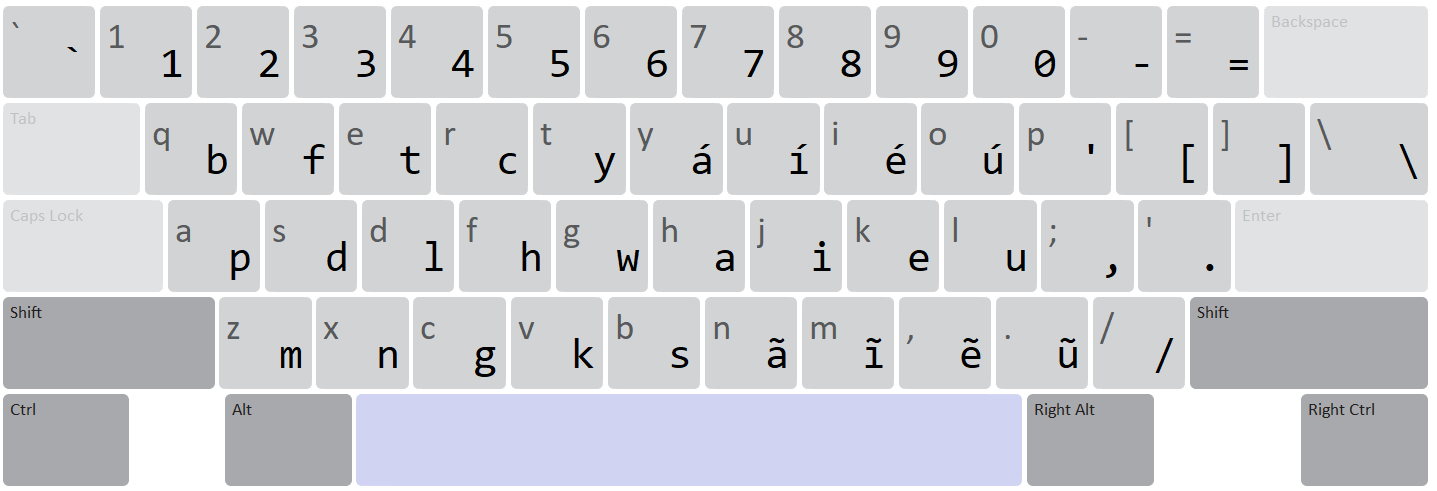 ` ` 1 1 2 2 3 3 4 4 5 5 6 6 7 7 8 8 9 9 0 0 - - = = Backspace
Tab q b w f e t r c t y y á u í i é o ú p ' [ [ ] ] \ \
Caps Lock a p s d d l f h g w h a j i k e l u ; , ' . Enter
Shift z m x n c g v k b s n ã m ĩ , ẽ . ũ / / Shift
Ctrl Alt Right Alt Right Ctrl